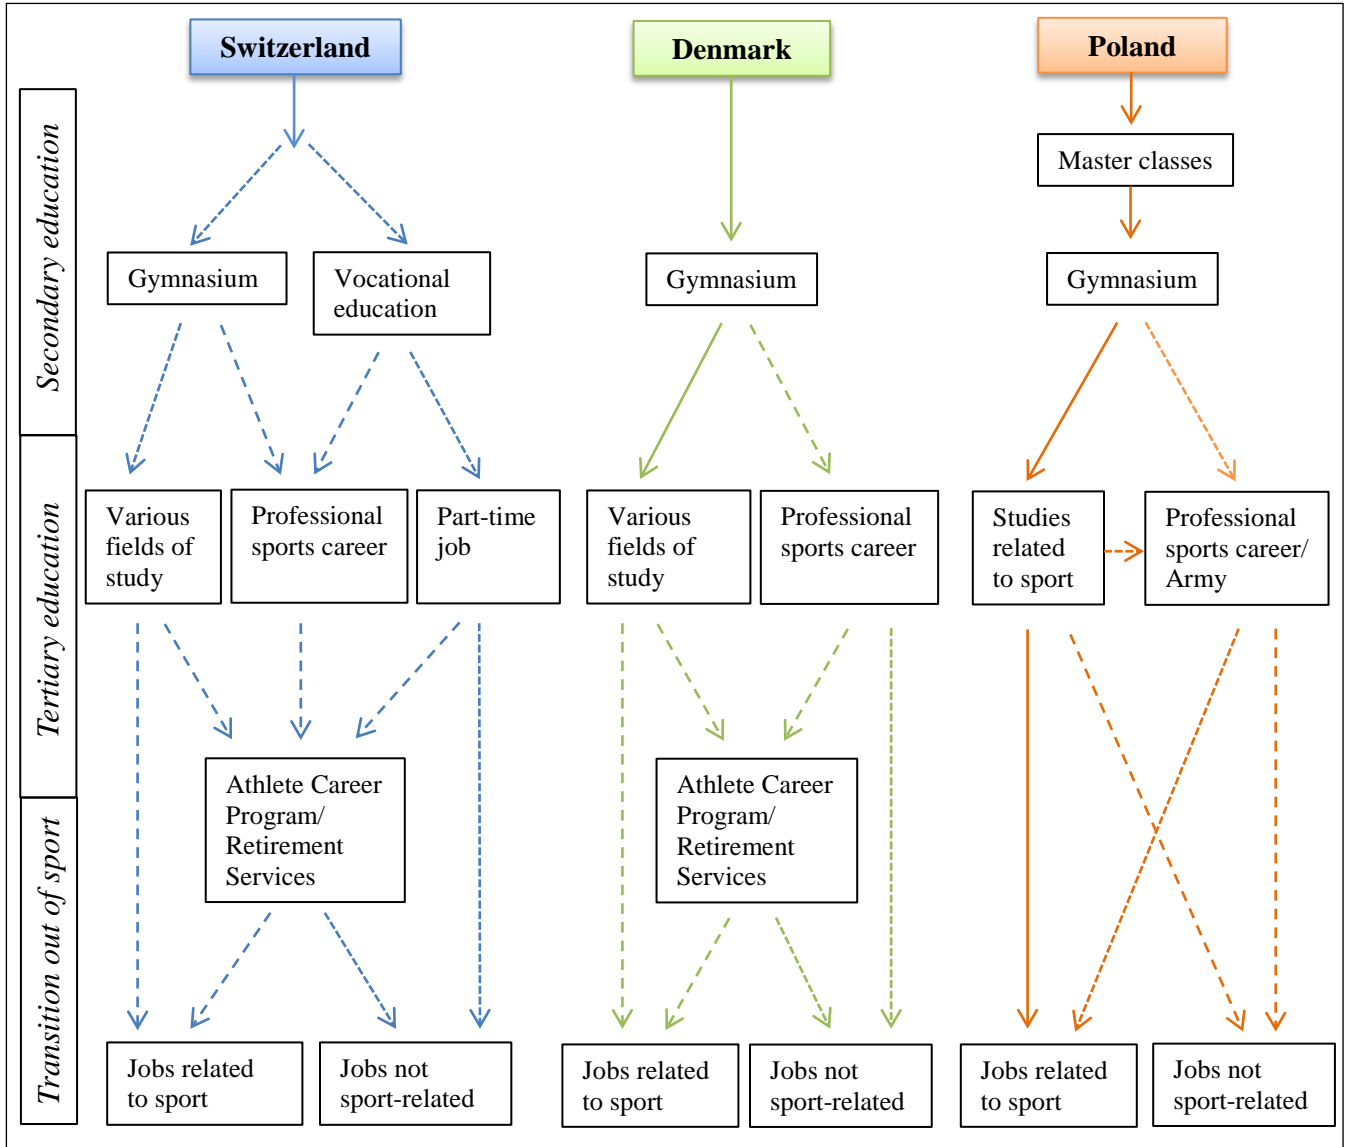 Switzerland
Denmark
Poland
Secondary education
Master classes
Gymnasium
Vocational
education
Gymnasium
Gymnasium
Tertiary education
Various
fields of
study
Professional
sports career
Part-time
job
Various
fields of
study
Professional
sports career
Studies
related
to sport
Professional
sports career/
Army
Athlete Career
Program/
Retirement
Services
Athlete Career
Program/
Retirement
Services
Transition out of sport
Jobs related
to sport
Jobs not
sport-related
Jobs related
to sport
Jobs not
sport-related
Jobs related
to sport
Jobs not
sport-related